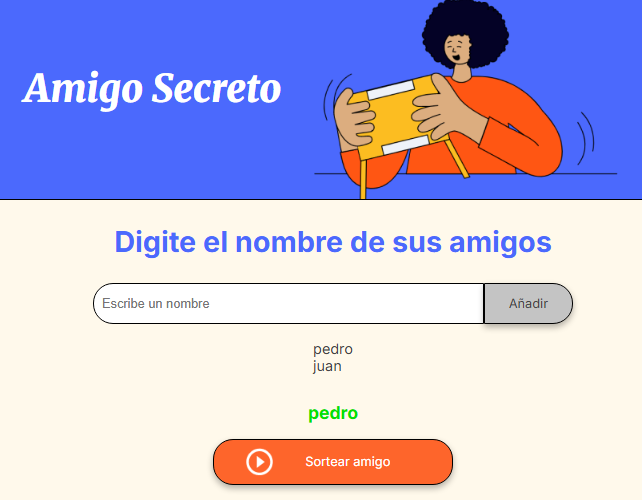 Amigo Secreto
Digite el nombre de sus amigos
Escribe un nombre
Añadir
pedro
juan
pedro
Sortear amigo